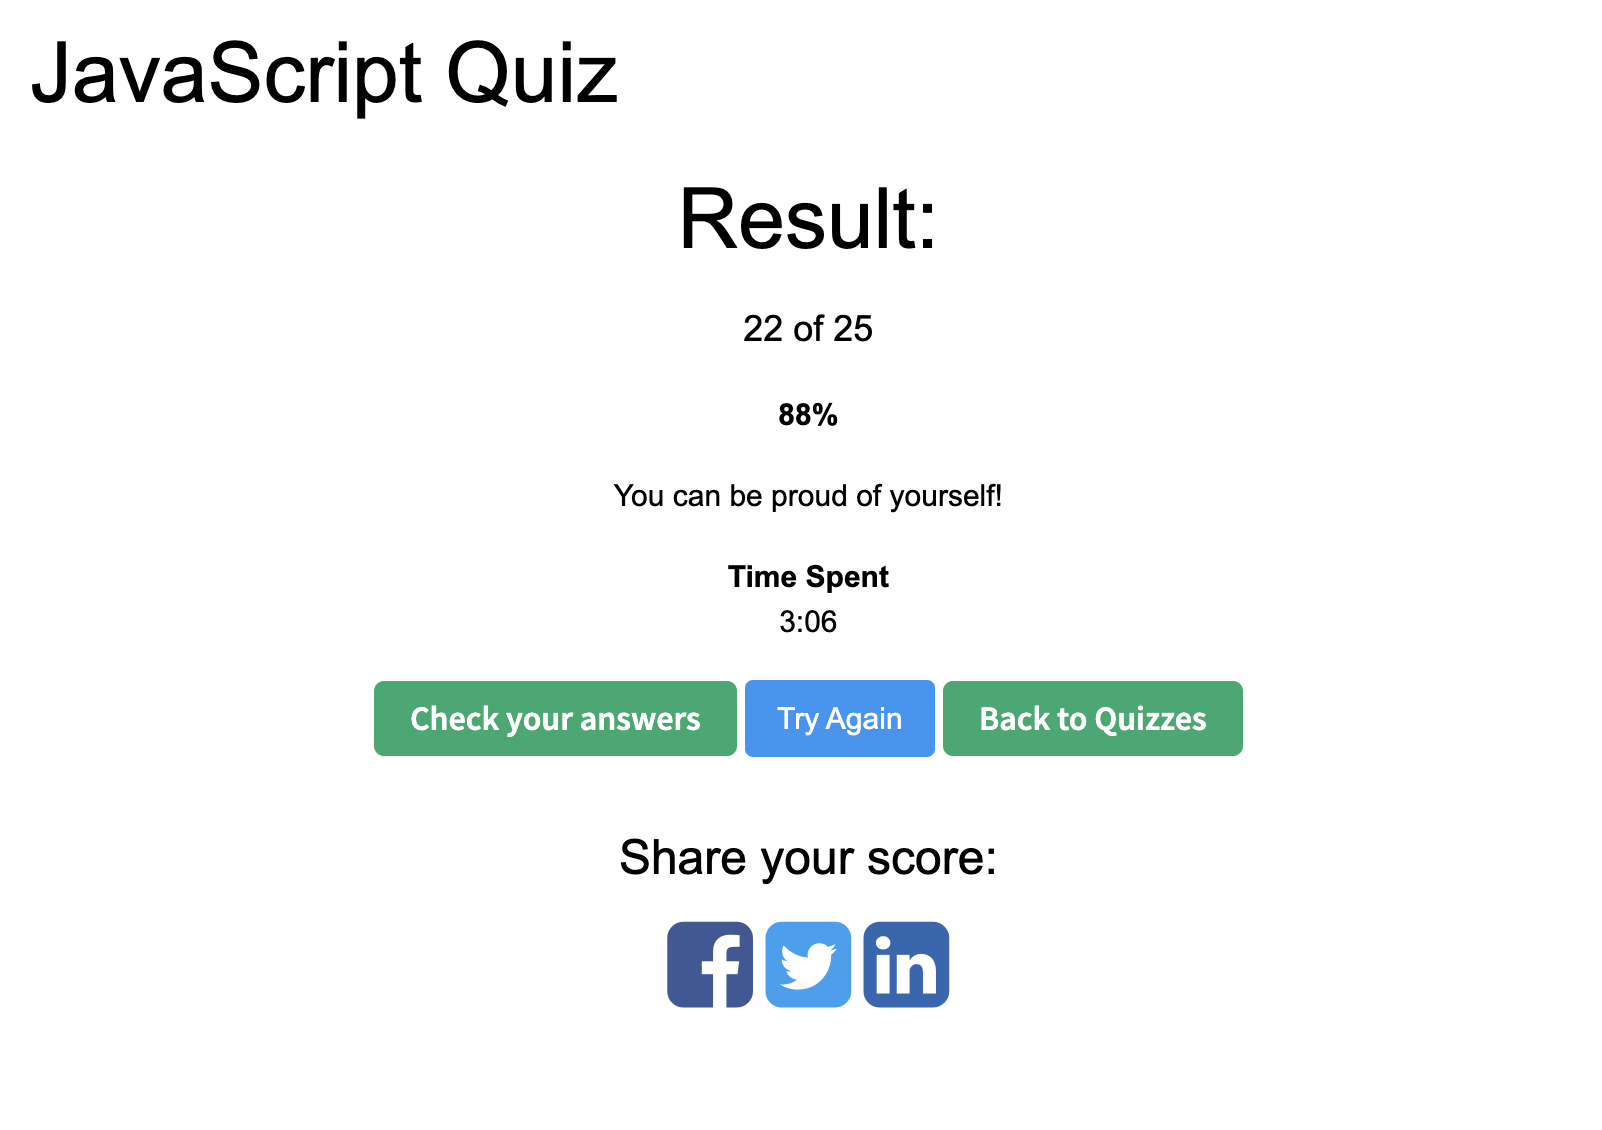 JavaScript Quiz
Result:
22 of 25
88%
You can be proud of yourself!
Time Spent
3:06
Check your answers Try Again Back to Quizzes
Share your score: